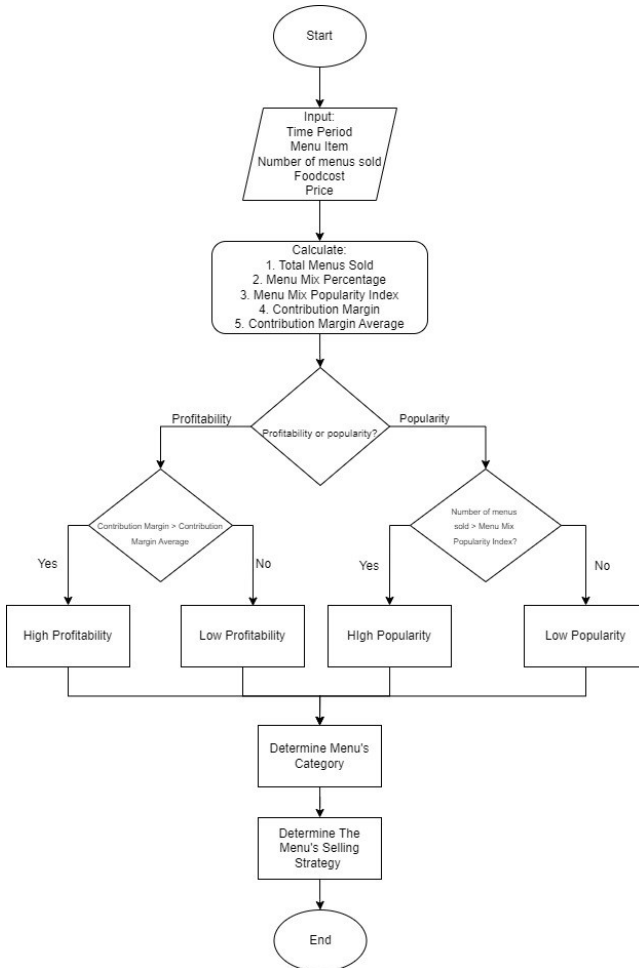 Start
Input:
Time Period
Menu Item
Number of menus sold
Foodcost
Price
Calculate:
1. Total Menus Sold
2. Menu Mix Percentage
3. Menu Mix Popularity Index
4. Contribution Margin
5. Contribution Margin Average
Profitability
Popularity
Profitability or popularity?
Contribution Margin > Contribution
Margin Average
Number of menus
sold > Menu Mix
Popularity Index?
Yes
No
Yes
No
High Profitability
Low Profitability
HIgh Popularity
Low Popularity
Determine Menu's
Category
Determine The
Menu's Selling
Strategy
End